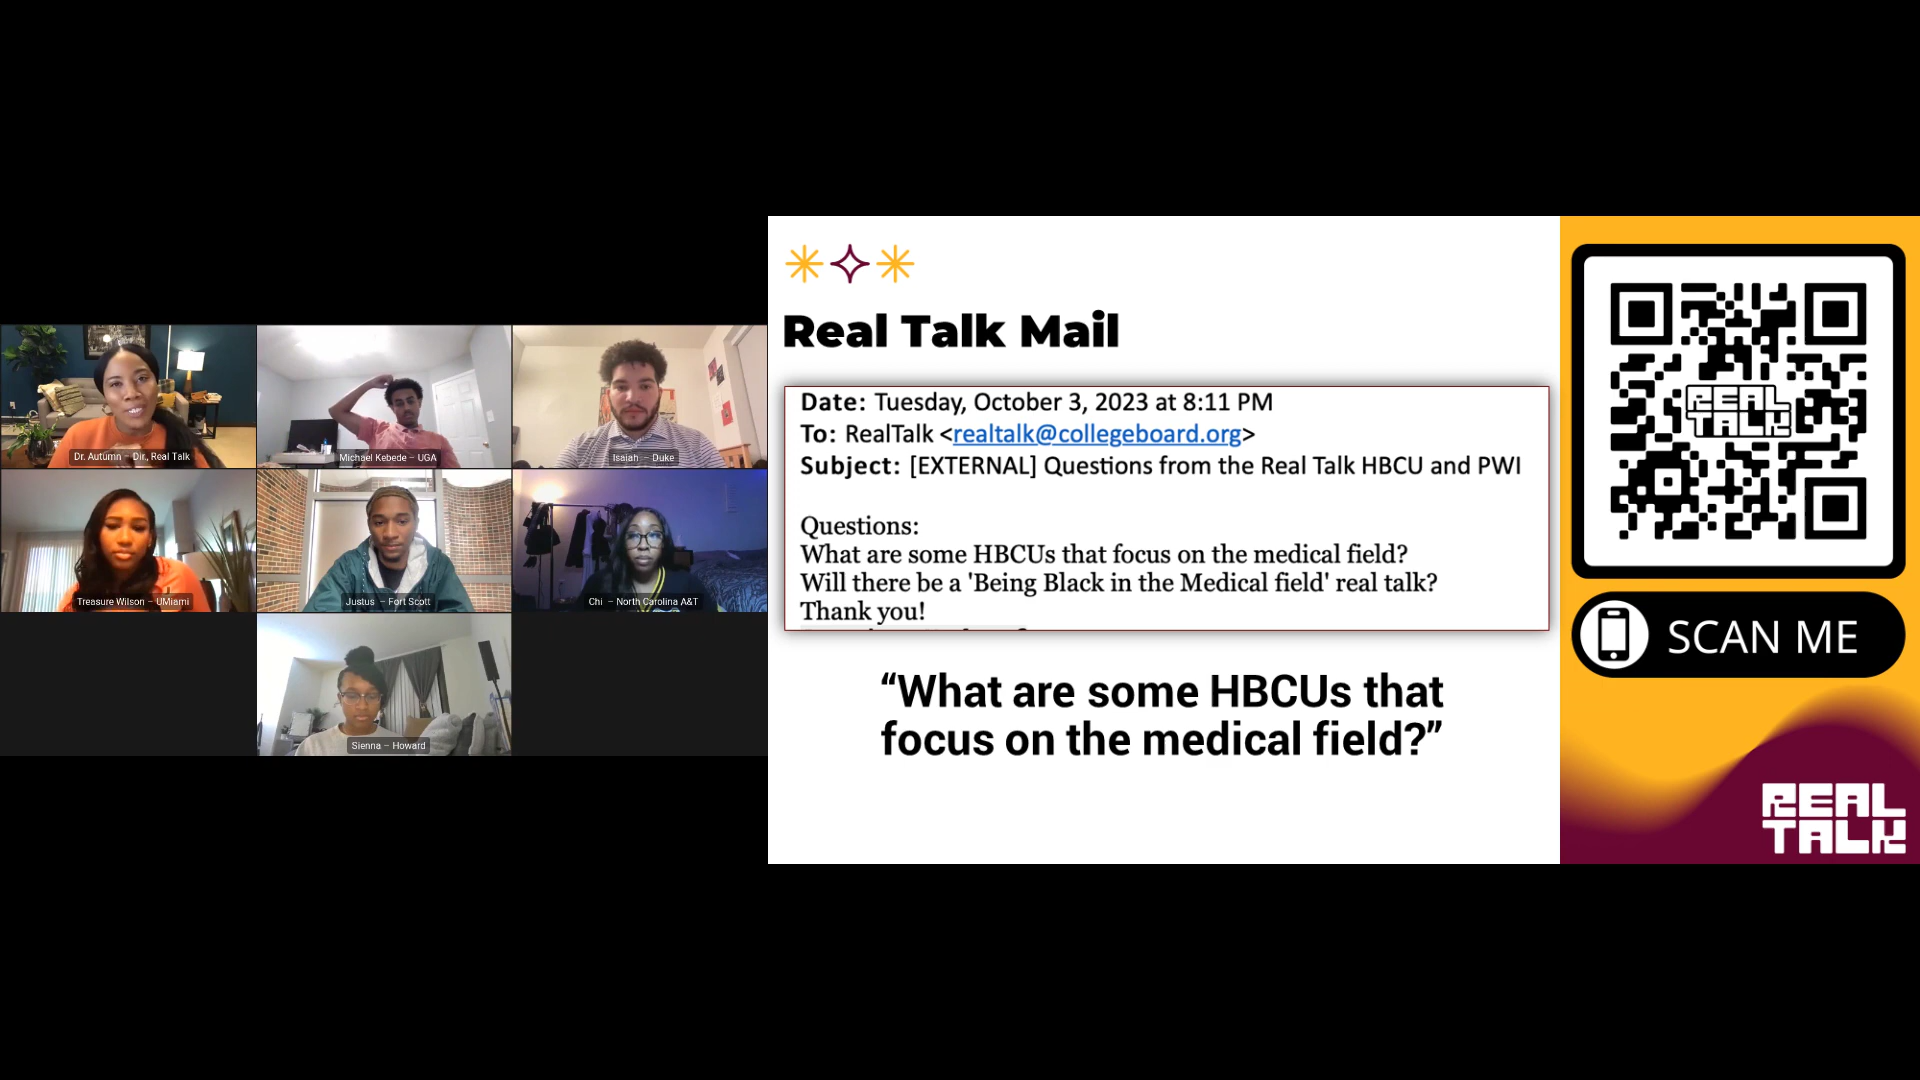 Dr. Autumn – Dir., Real Talk
Michael Kebede – UGA
Isaiah – Duke
Treasure Wilson – UMiami
Justus – Fort Scott
Chi – North Carolina A&T
Sienna – Howard
Real Talk Mail
Date: Tuesday, October 3, 2023 at 8:11 PM
To: RealTalk <realtalk@collegeboard.org>
Subject: [EXTERNAL] Questions from the Real Talk HBCU and PWI
Questions:
What are some HBCUs that focus on the medical field?
Will there be a 'Being Black in the Medical field' real talk?
Thank you!
“What are some HBCUs that
focus on the medical field?”
REAL
TALK
SCAN ME
REAL
TALK